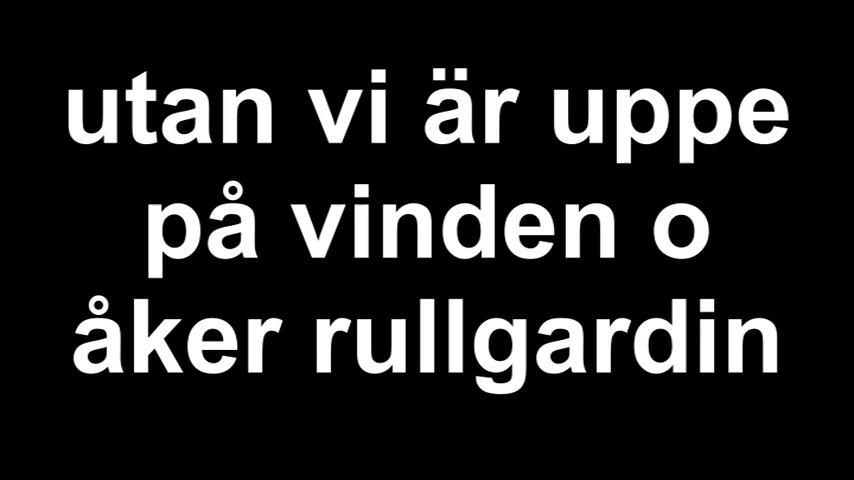 utan vi är uppe
på vinden o
åker rullgardin